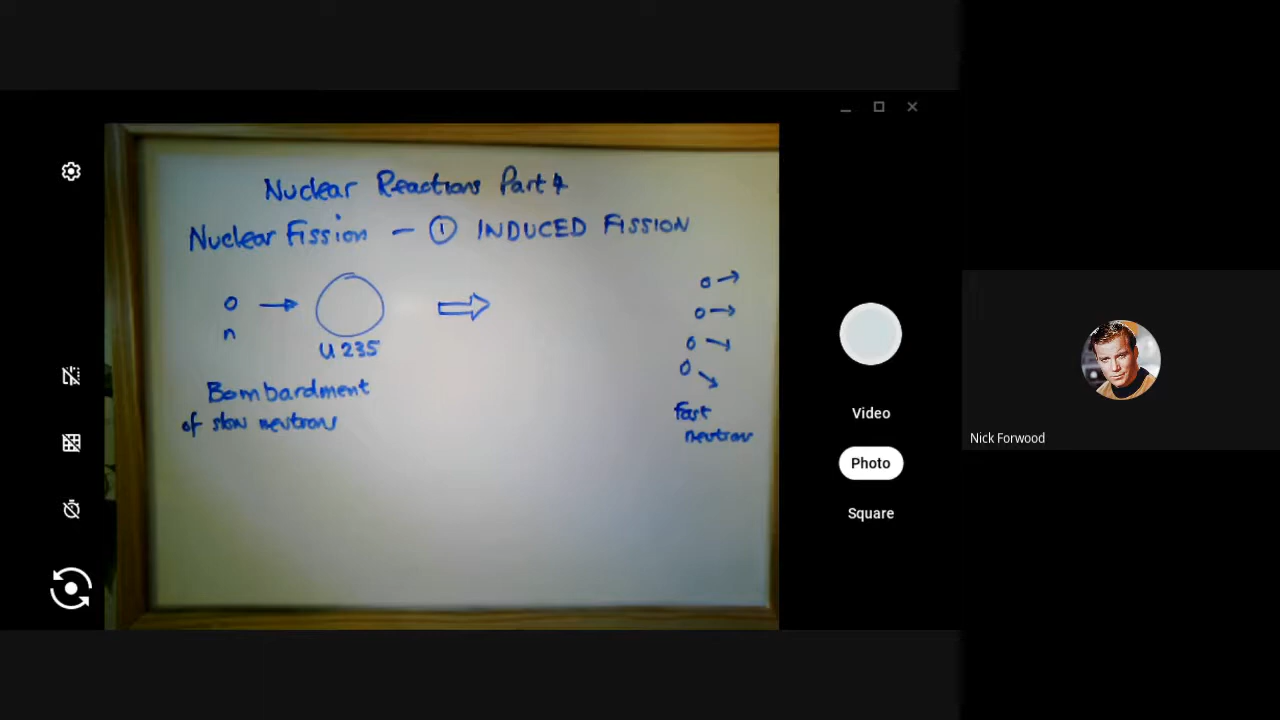 Nuclear Reactions Part 4
Nuclear Fission — ① INDUCED FISSION
n
U 235
Bombardment
of slow neutrons
Fast
neutrons
Video
Photo
Square
Nick Forwood